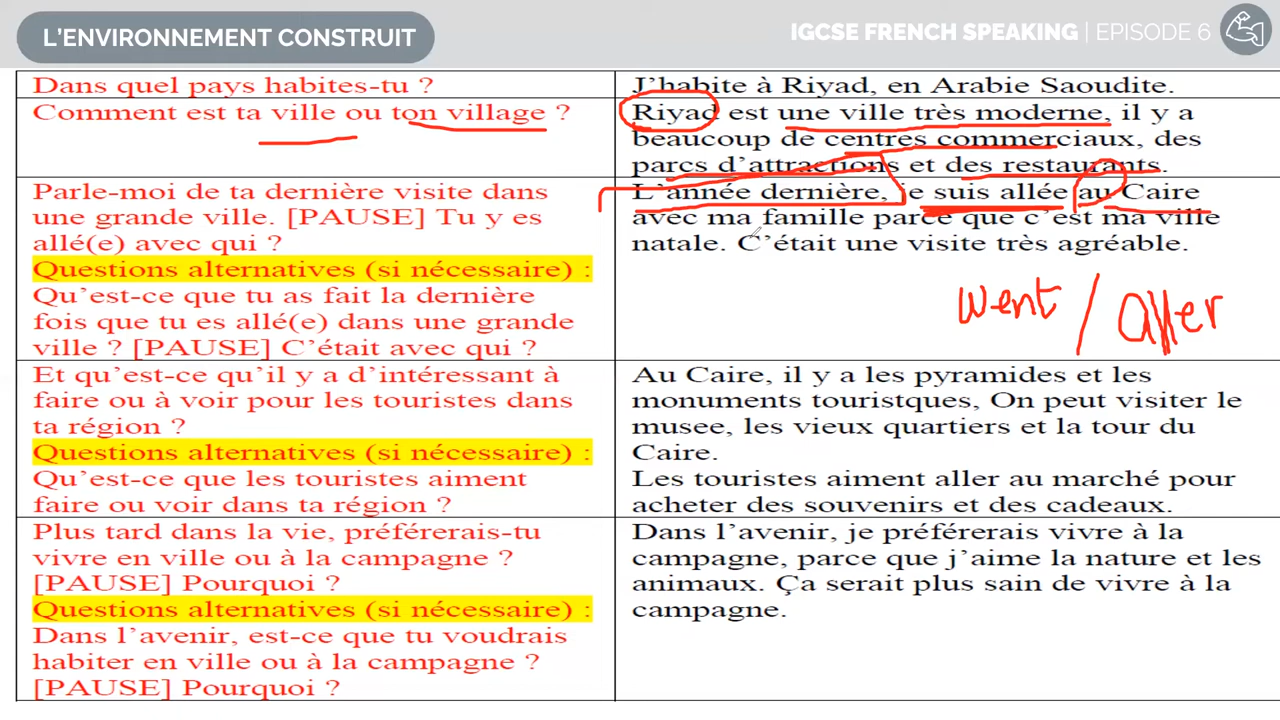 L'ENVIRONNEMENT CONSTRUIT
IGCSE FRENCH SPEAKING | EPISODE 6
Dans quel pays habites-tu ?
J'habite à Riyad, en Arabie Saoudite.
Comment est ta ville ou ton village ?
Riyad est une ville très moderne, il y a
beaucoup de centres commerciaux, des
parcs d'attractions et des restaurants.
Parle-moi de ta dernière visite dans
une grande ville. [PAUSE] Tu y es
allé(e) avec qui ?
Questions alternatives (si nécessaire) :
Qu'est-ce que tu as fait la dernière
fois que tu es allé(e) dans une grande
ville ? [PAUSE] C'était avec qui ?
L'année dernière, je suis allée au Caire
avec ma famille parce que c'est ma ville
natale. C'était une visite très agréable.
went / aller
Et qu'est-ce qu'il y a d'intéressant à
faire ou à voir pour les touristes dans
ta région ?
Questions alternatives (si nécessaire) :
Qu'est-ce que les touristes aiment
faire ou voir dans ta région ?
Au Caire, il y a les pyramides et les
monuments touristques, On peut visiter le
musee, les vieux quartiers et la tour du
Caire.
Les touristes aiment aller au marché pour
acheter des souvenirs et des cadeaux.
Plus tard dans la vie, préférerais-tu
vivre en ville ou à la campagne ?
[PAUSE] Pourquoi ?
Questions alternatives (si nécessaire) :
Dans l'avenir, est-ce que tu voudrais
habiter en ville ou à la campagne ?
[PAUSE] Pourquoi ?
Dans l'avenir, je préférerais vivre à la
campagne, parce que j'aime la nature et les
animaux. Ça serait plus sain de vivre à la
campagne.